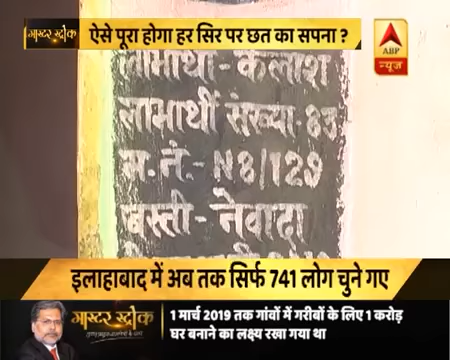 मास्टर स्ट्रोक
ऐसे पूरा होगा हर सिर पर छत का सपना ?
abp
न्यूज़
लाभार्थी - कैलाश
लाभार्थी संख्या - 83
म.नं. - N8/129
बस्ती - नेवादा
इलाहाबाद में अब तक सिर्फ 741 लोग चुने गए
मास्टर स्ट्रोक
1 मार्च 2019 तक गांवों में गरीबों के लिए 1 करोड़
घर बनाने का लक्ष्य रखा गया था